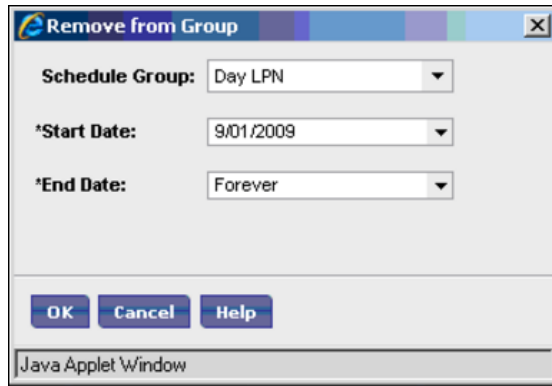 Remove from Group
Schedule Group: Day LPN
*Start Date: 9/01/2009
*End Date: Forever
OK Cancel Help
Java Applet Window